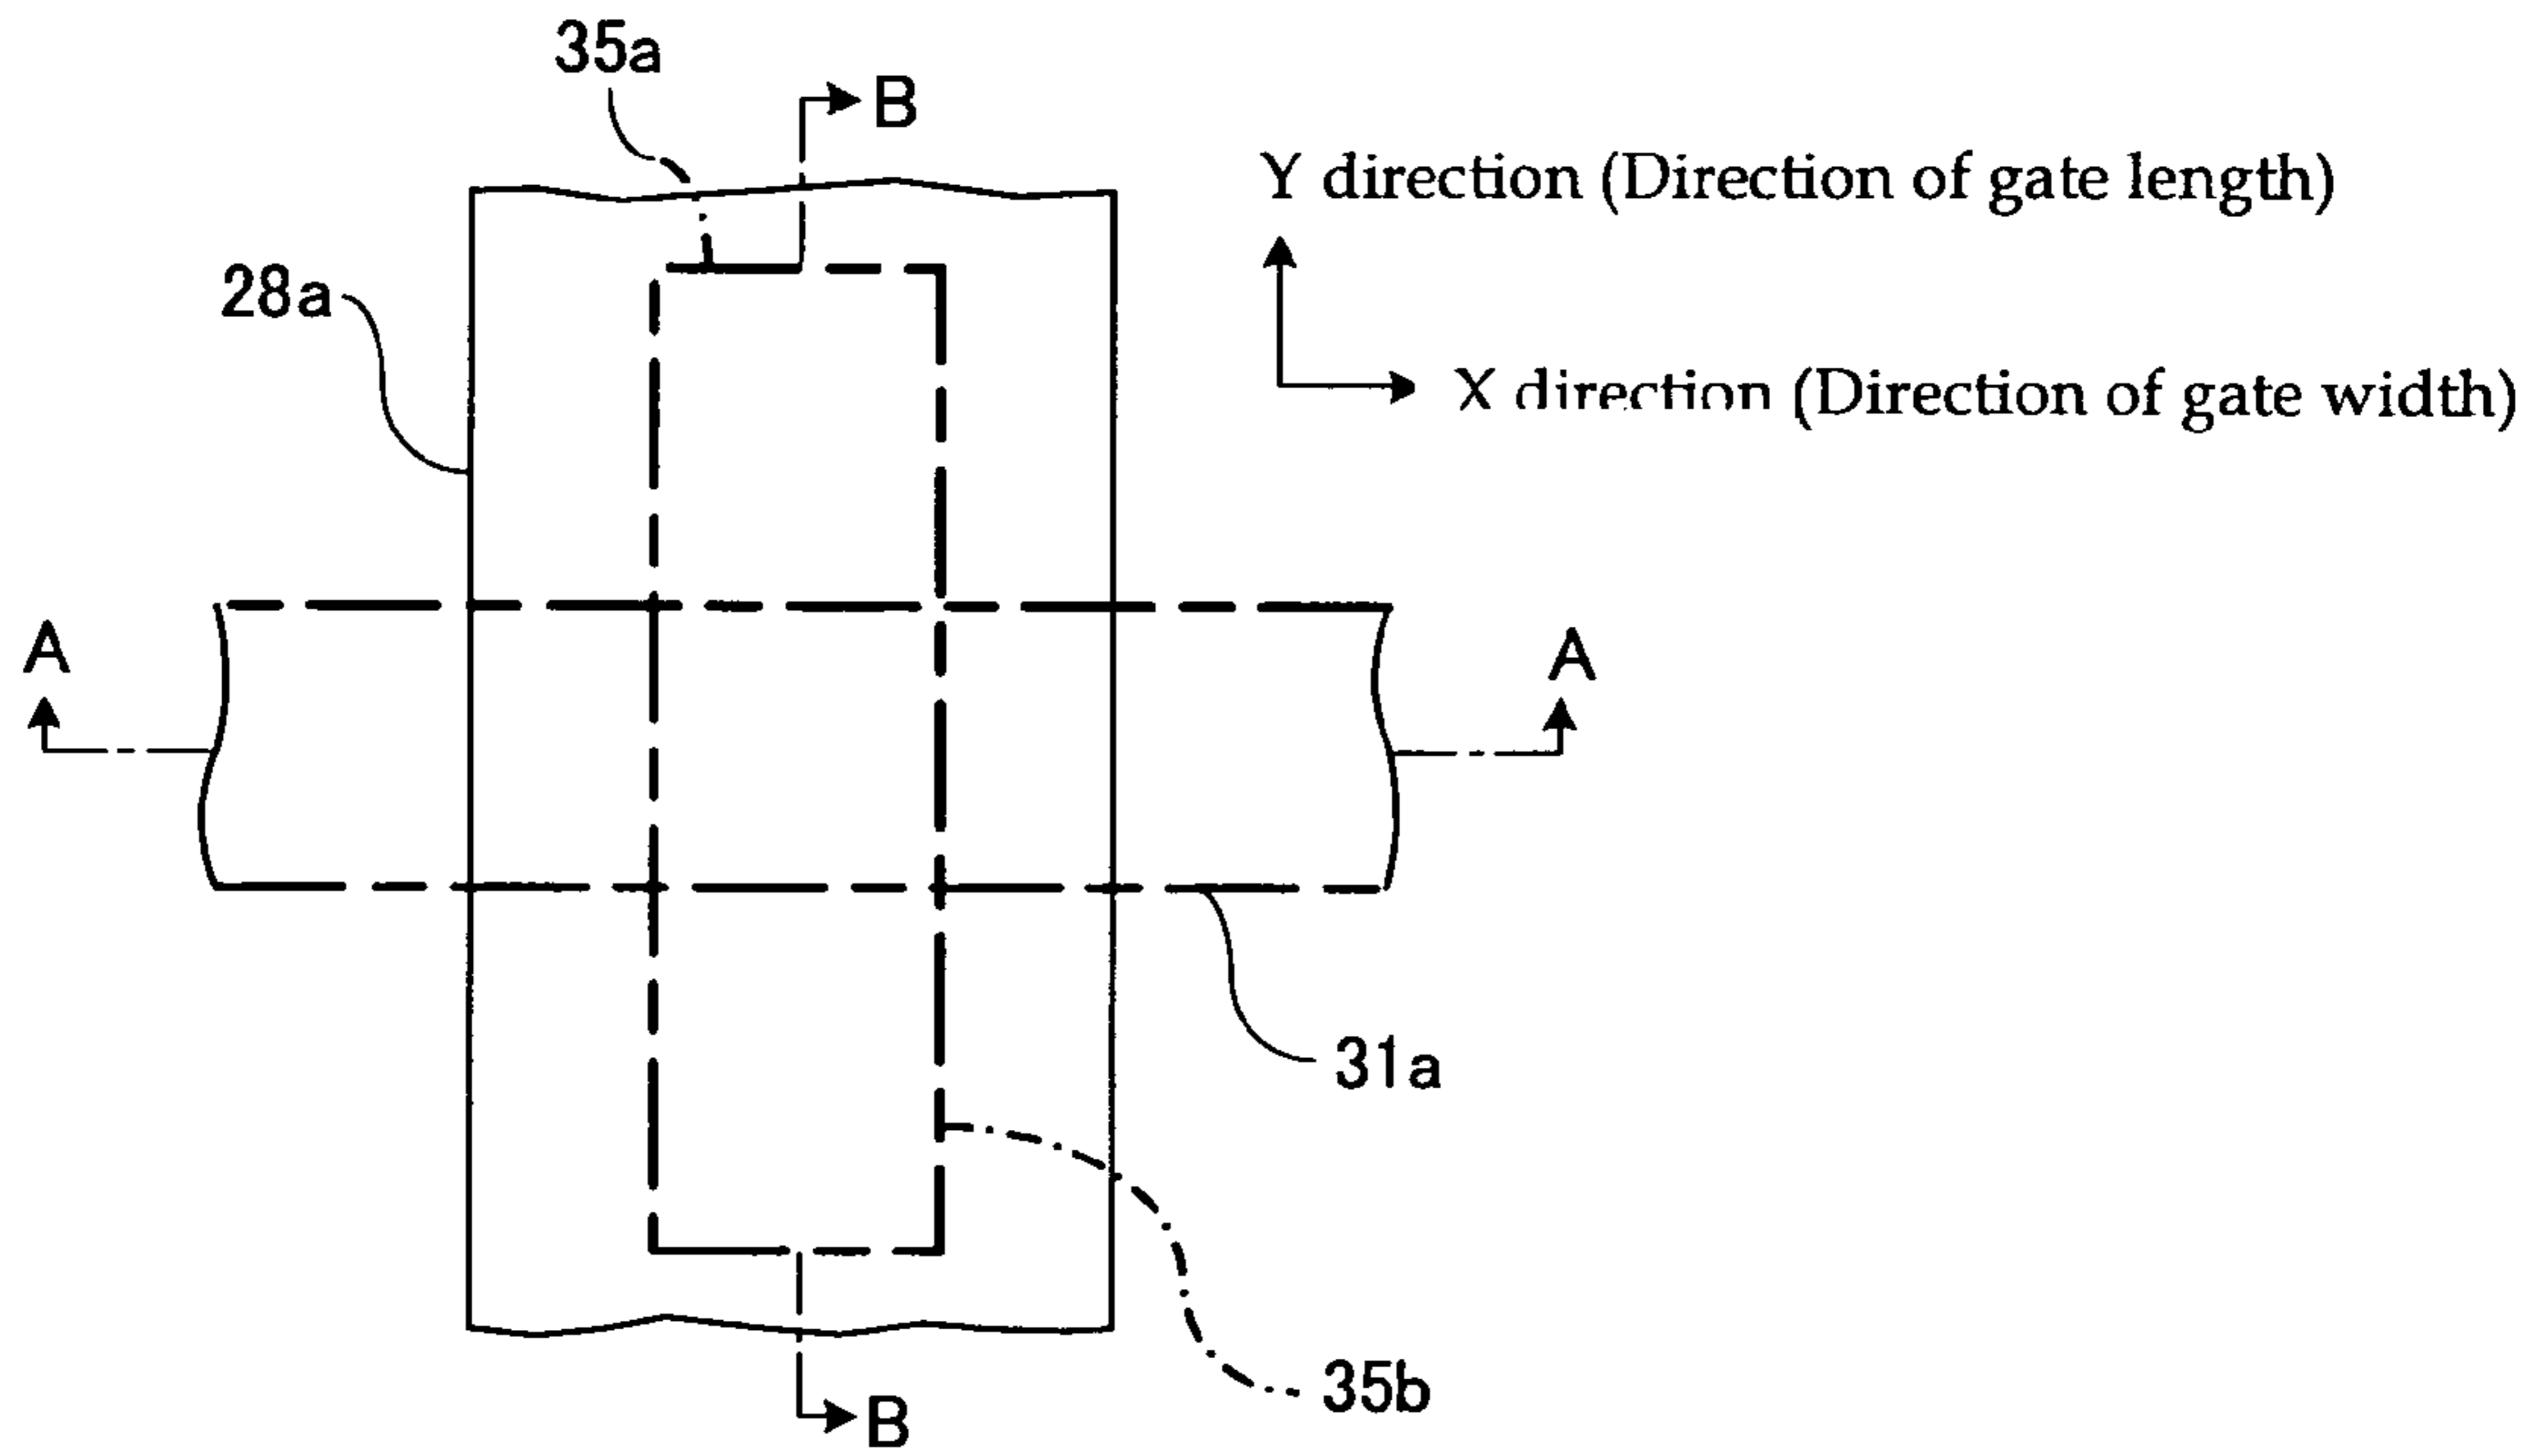 35a
B
Y direction (Direction of gate length)
28a
X direction (Direction of gate width)
A
A
31a
35b
B